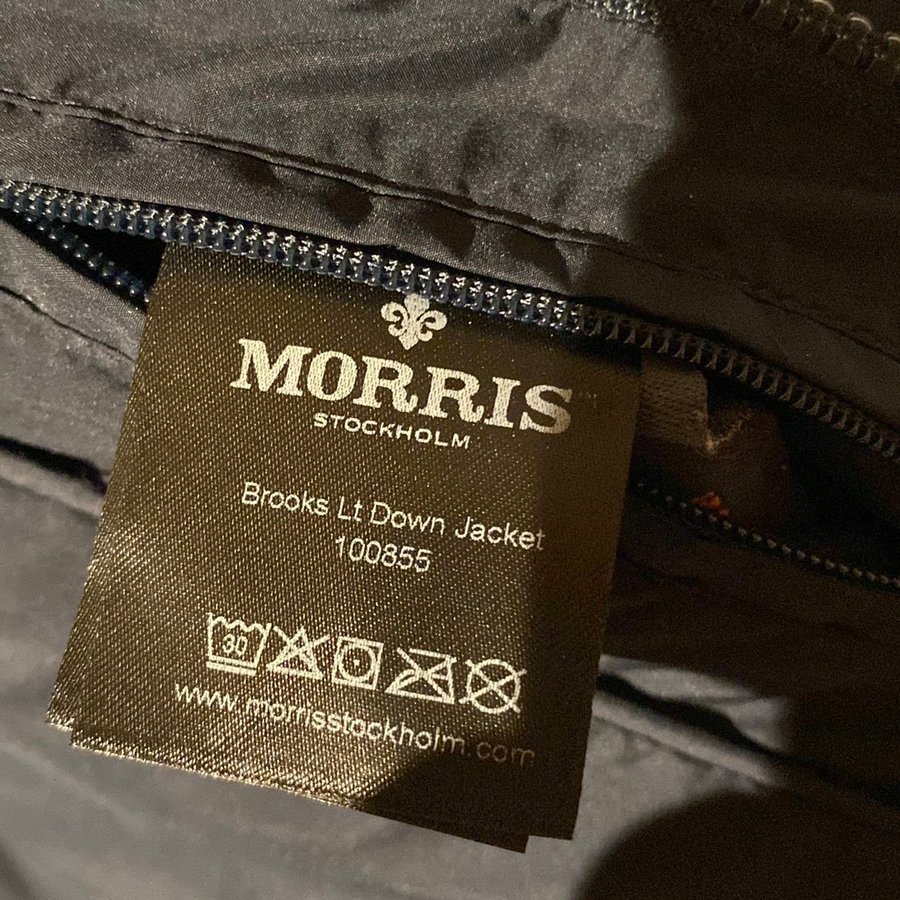 MORRIS
STOCKHOLM
Brooks Lt Down Jacket
100855
30
www.morrisstockholm.com